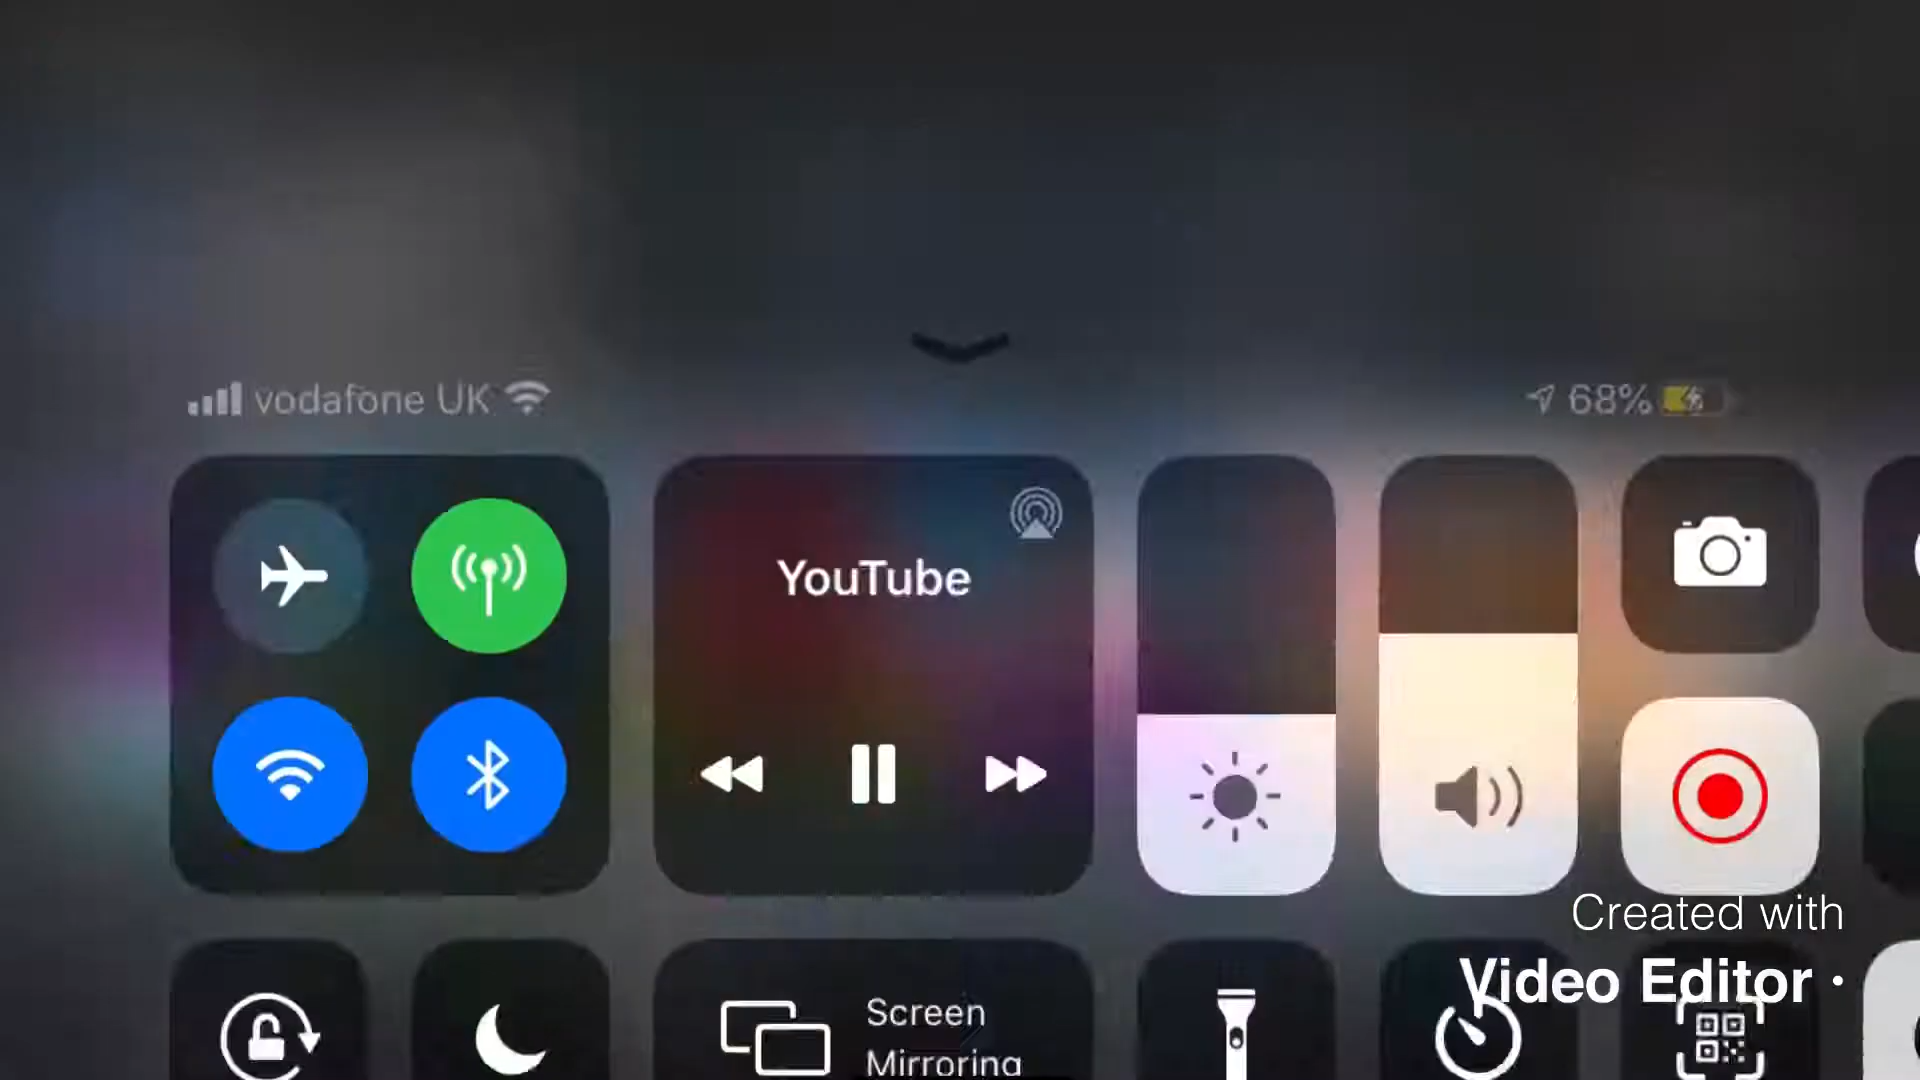 vodafone UK
68%
YouTube
Screen
Mirroring
Created with
Video Editor ·